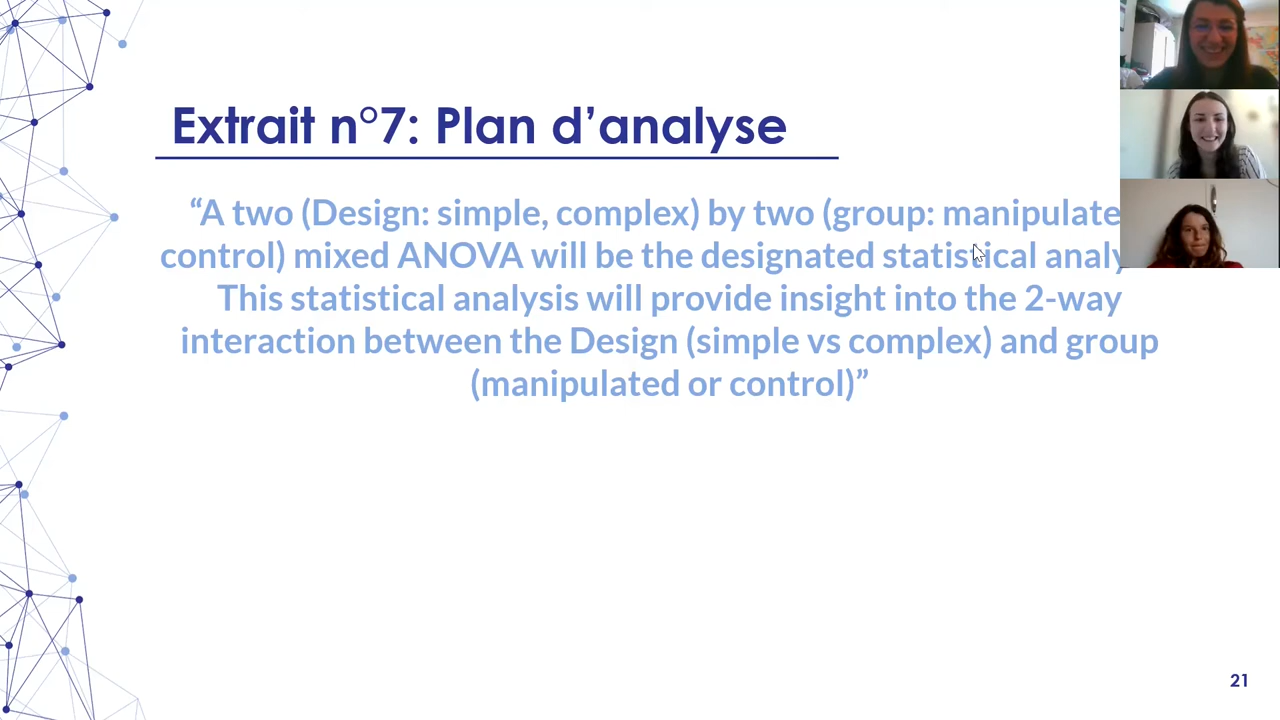 Extrait n°7: Plan d’analyse
“A two (Design: simple, complex) by two (group:
control) mixed ANOVA will be the designated statistical
This statistical analysis will provide insight into the 2-way
interaction between the Design (simple vs complex) and group
(manipulated or control)”
21